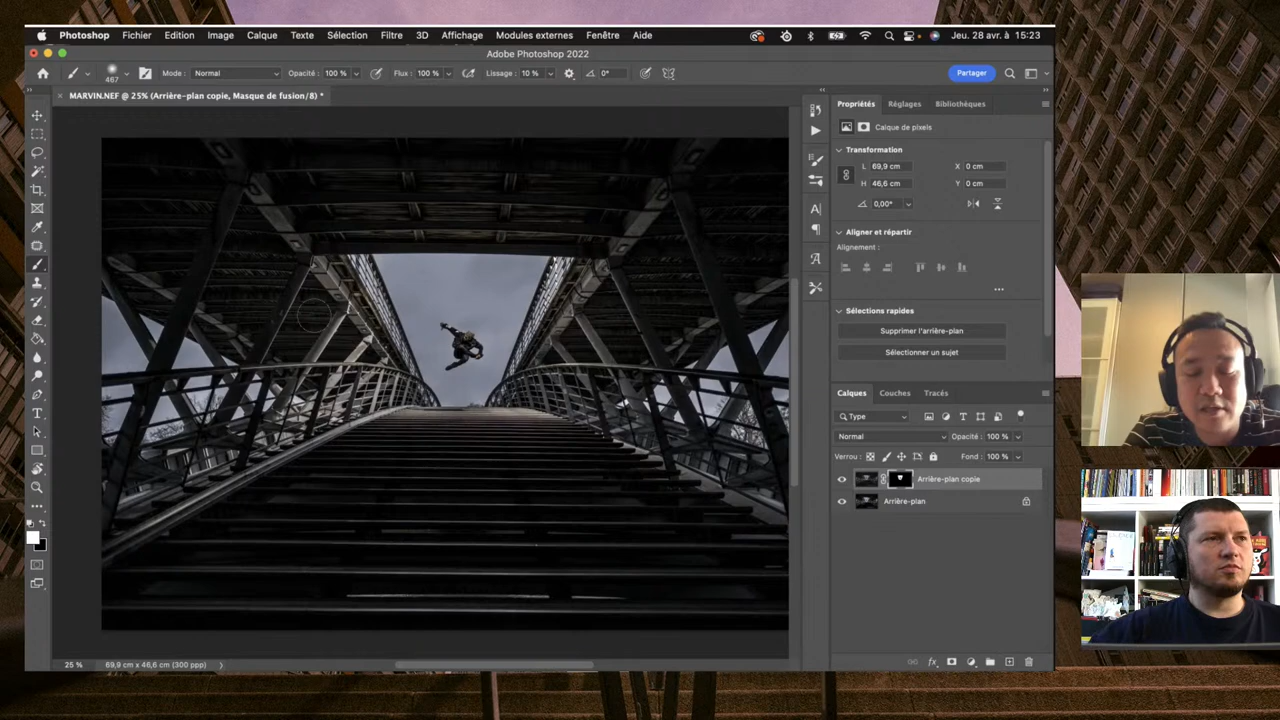 Photoshop Fichier Edition Image Calque Texte Sélection Filtre 3D Affichage Modules externes Fenêtre Aide Jeu. 28 avr. à 15:23
Adobe Photoshop 2022
467 Mode : Normal Opacité : 100 % Flux : 100 % Lissage : 10 % 0° Partager
MARVIN.NEF @ 25% (Arrière-plan copie, Masque de fusion/8) *
Propriétés Réglages Bibliothèques
Calque de pixels
Transformation
L 69,9 cm X 0 cm
H 46,6 cm Y 0 cm
0,00°
Aligner et répartir
Alignement :
Sélections rapides
Supprimer l'arrière-plan
Sélectionner un sujet
Calques Couches Tracés
Type
Normal Opacité : 100 %
Verrou : Fond : 100 %
Arrière-plan copie
Arrière-plan
25 % 69,9 cm x 46,6 cm (300 ppp)